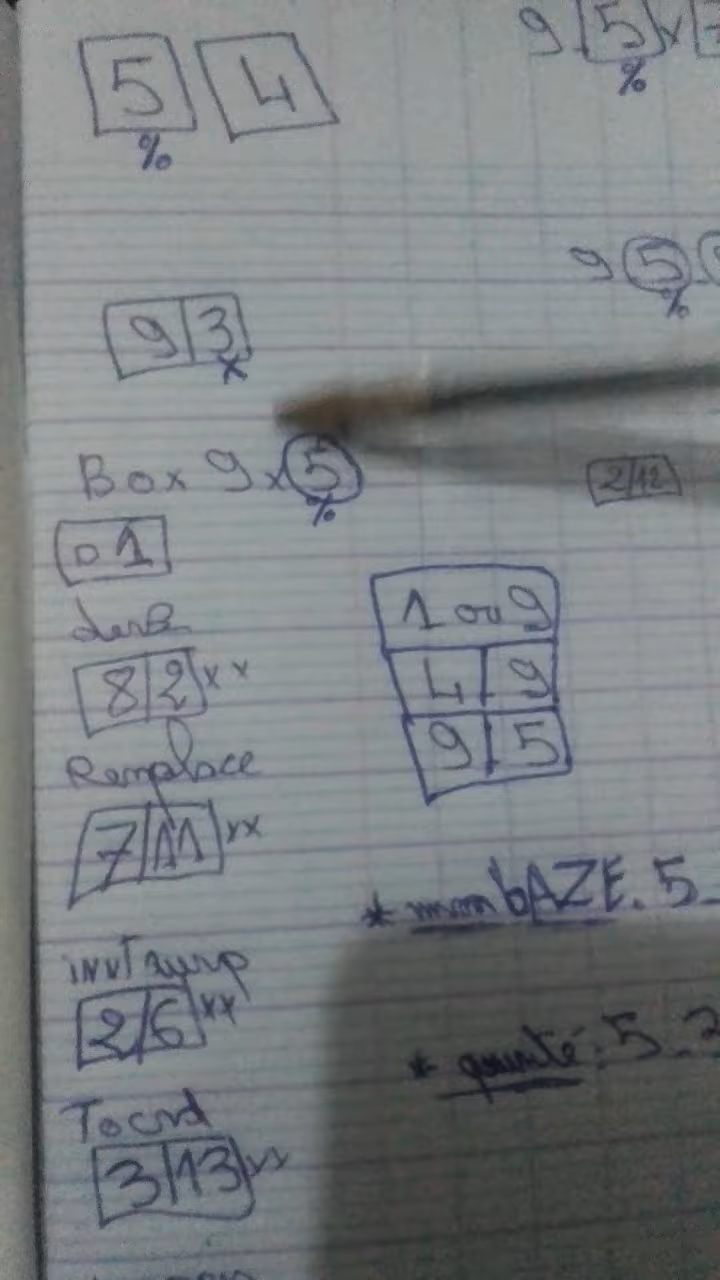 5 4
%
9 5 x
%
9 5
%
9 3
x
Box 9 x 5
%
2 12
0 1
8 2 xx
Remplace
7 11 xx
1 ou 9
4 9
9 5
* bAZE. 5
2 6 xx
* quinté: 5
Tocard
3 13 xx